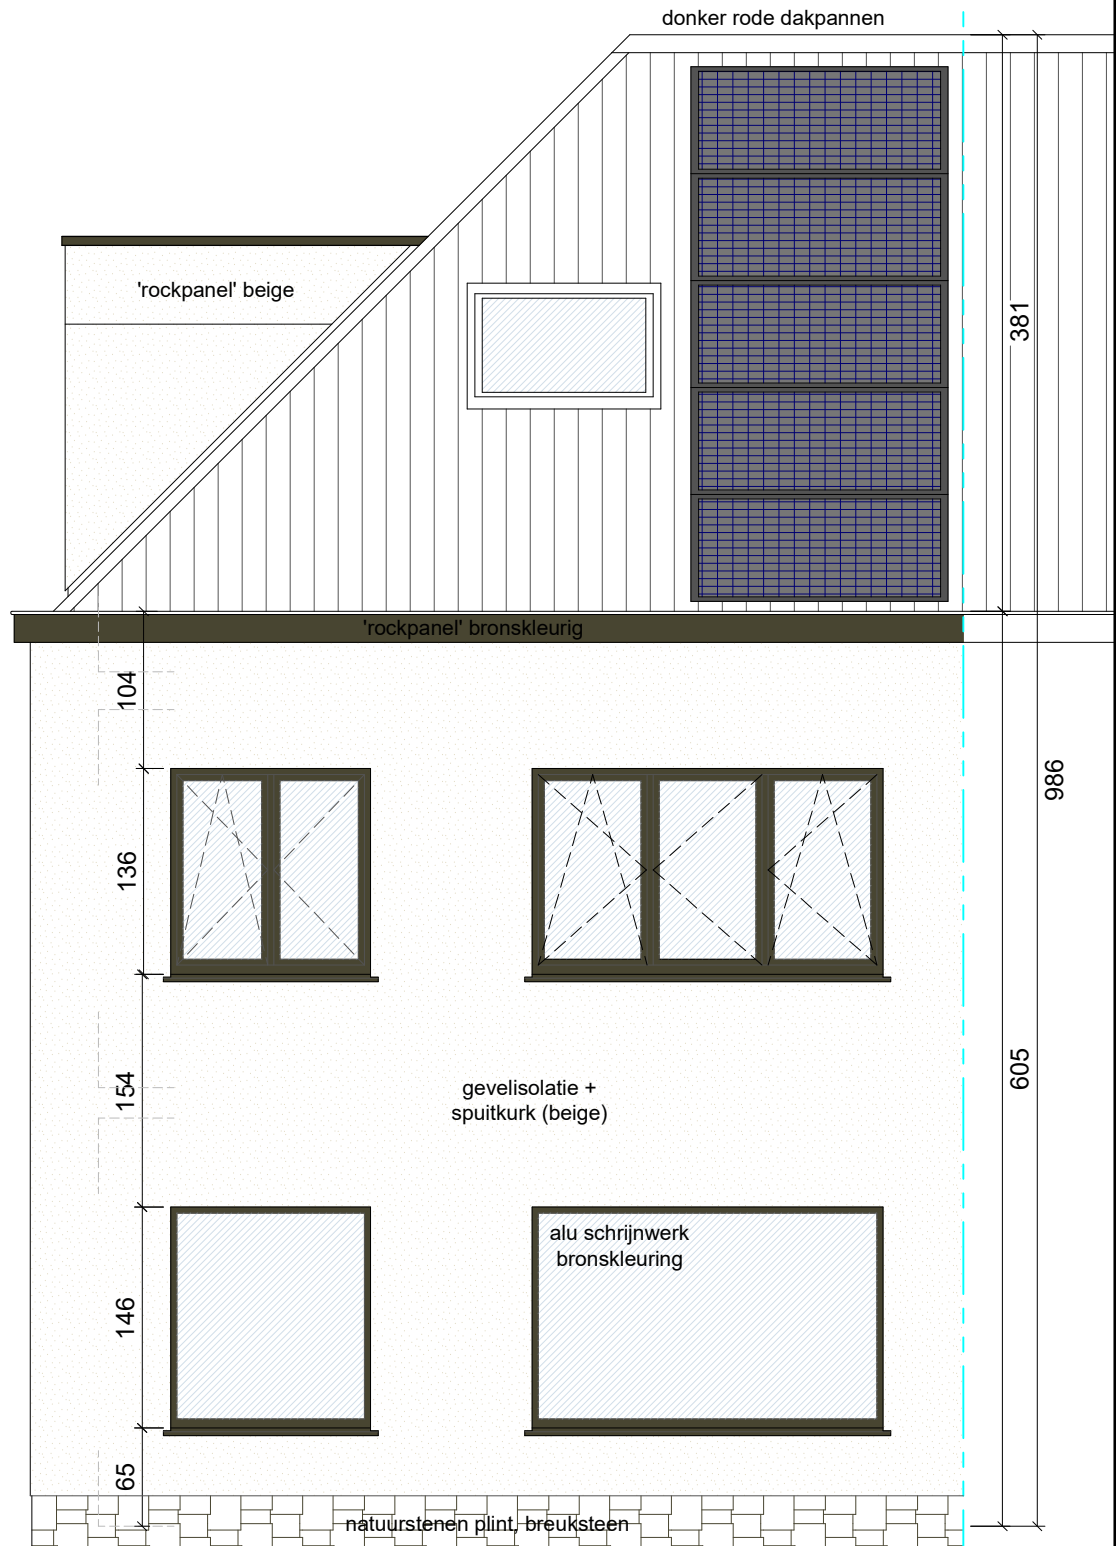 donker rode dakpannen
'rockpanel' beige
381
'rockpanel' bronskleurig
104
986
136
605
154
gevelisolatie +
spuitkurk (beige)
alu schrijnwerk
bronskleuring
146
65
natuurstenen plint, breuksteen